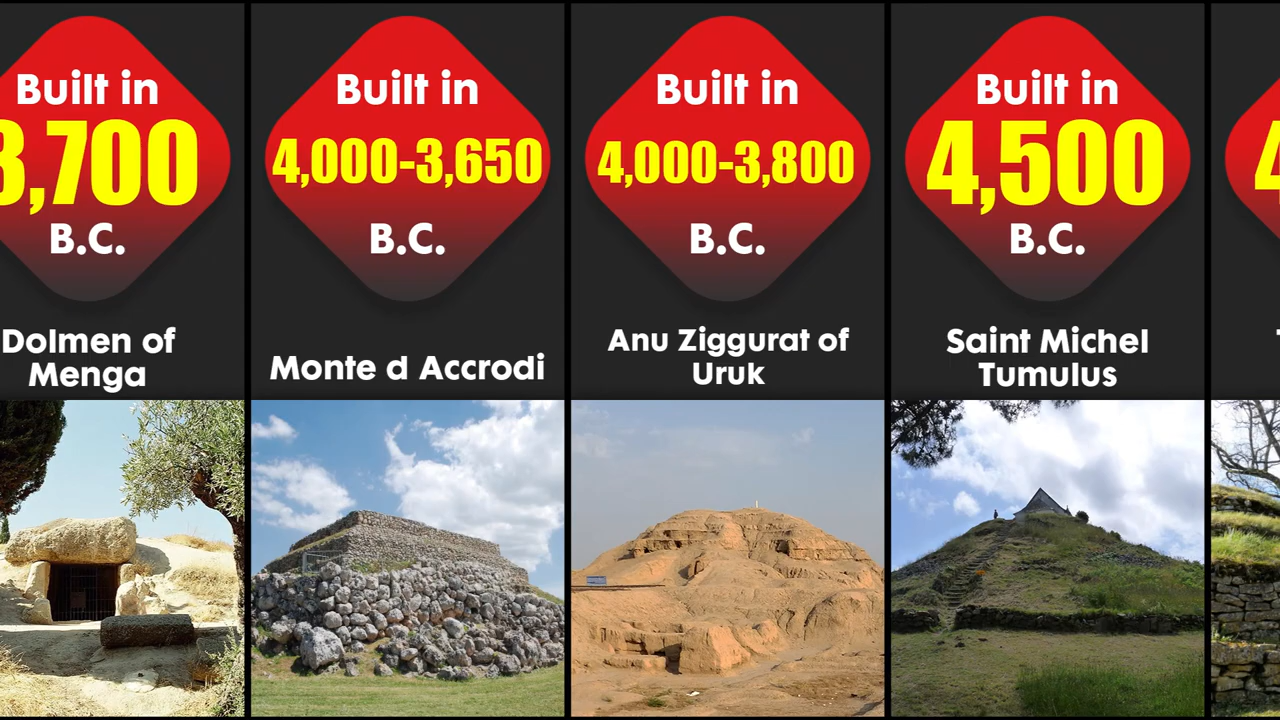 Built in
3,700
B.C.
Dolmen of
Menga
Built in
4,000-3,650
B.C.
Monte d Accrodi
Built in
4,000-3,800
B.C.
Anu Ziggurat of
Uruk
Built in
4,500
B.C.
Saint Michel
Tumulus